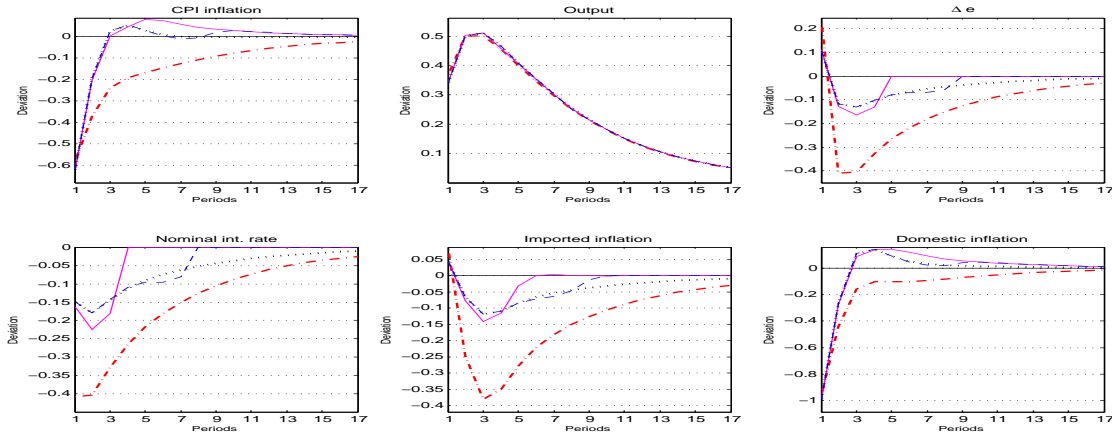 CPI inflation
Deviation
0
−0.1
−0.2
−0.3
−0.4
−0.5
−0.6
1 3 5 7 9 11 13 15 17
Periods
Output
Deviation
0.5
0.4
0.3
0.2
0.1
1 3 5 7 9 11 13 15 17
Periods
Δ e
Deviation
0.2
0.1
0
−0.1
−0.2
−0.3
−0.4
1 3 5 7 9 11 13 15 17
Periods
Nominal int. rate
Deviation
0
−0.05
−0.1
−0.15
−0.2
−0.25
−0.3
−0.35
−0.4
1 3 5 7 9 11 13 15 17
Periods
Imported inflation
Deviation
0.05
0
−0.05
−0.1
−0.15
−0.2
−0.25
−0.3
−0.35
−0.4
1 3 5 7 9 11 13 15 17
Periods
Domestic inflation
Deviation
0
−0.2
−0.4
−0.6
−0.8
−1
1 3 5 7 9 11 13 15 17
Periods